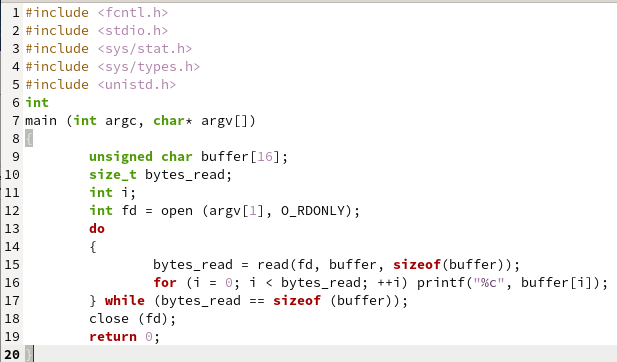 1 #include <fcntl.h>
2 #include <stdio.h>
3 #include <sys/stat.h>
4 #include <sys/types.h>
5 #include <unistd.h>
6 int
7 main (int argc, char* argv[])
8 {
9         unsigned char buffer[16];
10         size_t bytes_read;
11         int i;
12         int fd = open (argv[1], O_RDONLY);
13         do
14         {
15                 bytes_read = read(fd, buffer, sizeof(buffer));
16                 for (i = 0; i < bytes_read; ++i) printf("%c", buffer[i]);
17         } while (bytes_read == sizeof (buffer));
18         close (fd);
19         return 0;
20 }